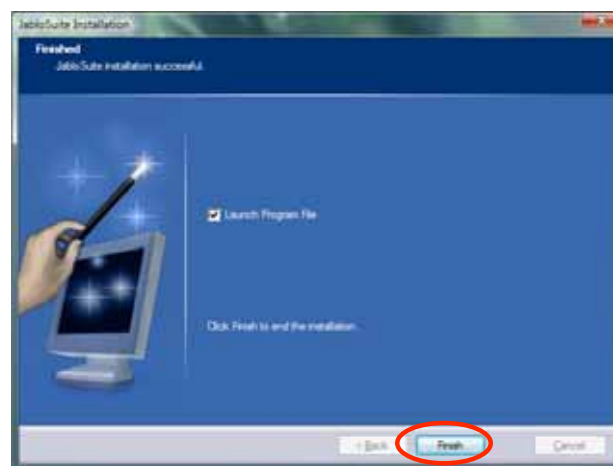 JabloSuite Installation
Finished
JabloSuite installation successful.
Launch Program File
Click Finish to end the installation.
< Back
Finish
Cancel